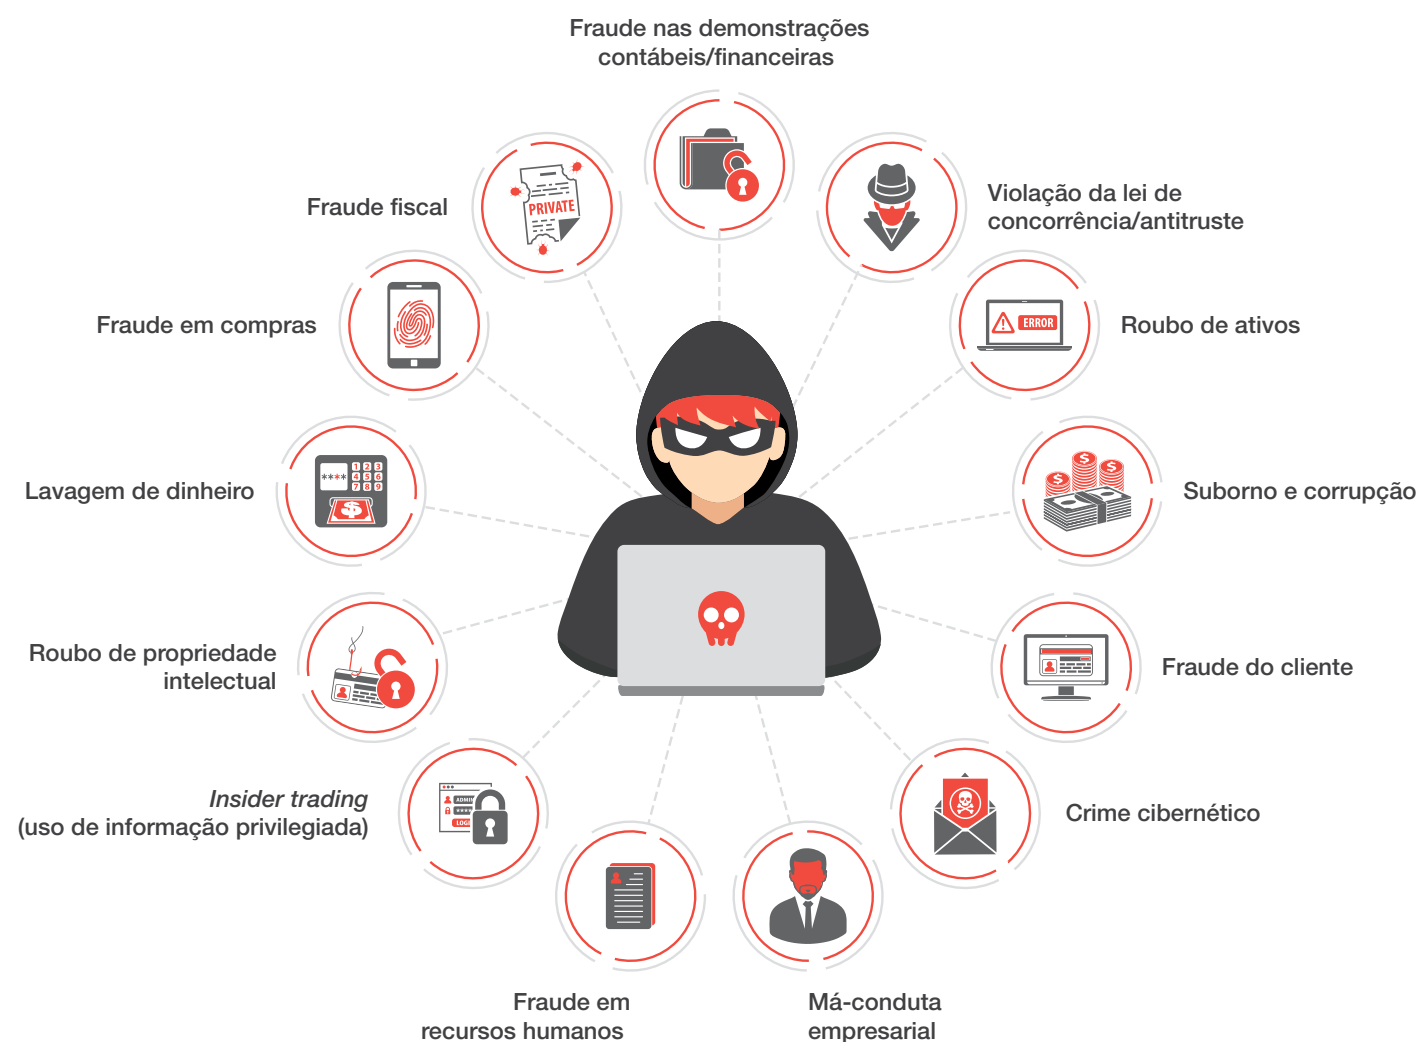 Fraude nas demonstrações
contábeis/financeiras
Violação da lei de
concorrência/antitruste
Fraude fiscal
PRIVATE
Fraude em compras
ERROR
Roubo de ativos
Lavagem de dinheiro
****
1 2 3
4 5 6
7 8 9
$
$
$
$
Suborno e corrupção
Roubo de propriedade
intelectual
Fraude do cliente
Insider trading
(uso de informação privilegiada)
ADMIN
****
LOGI
Crime cibernético
Fraude em
recursos humanos
Má-conduta
empresarial